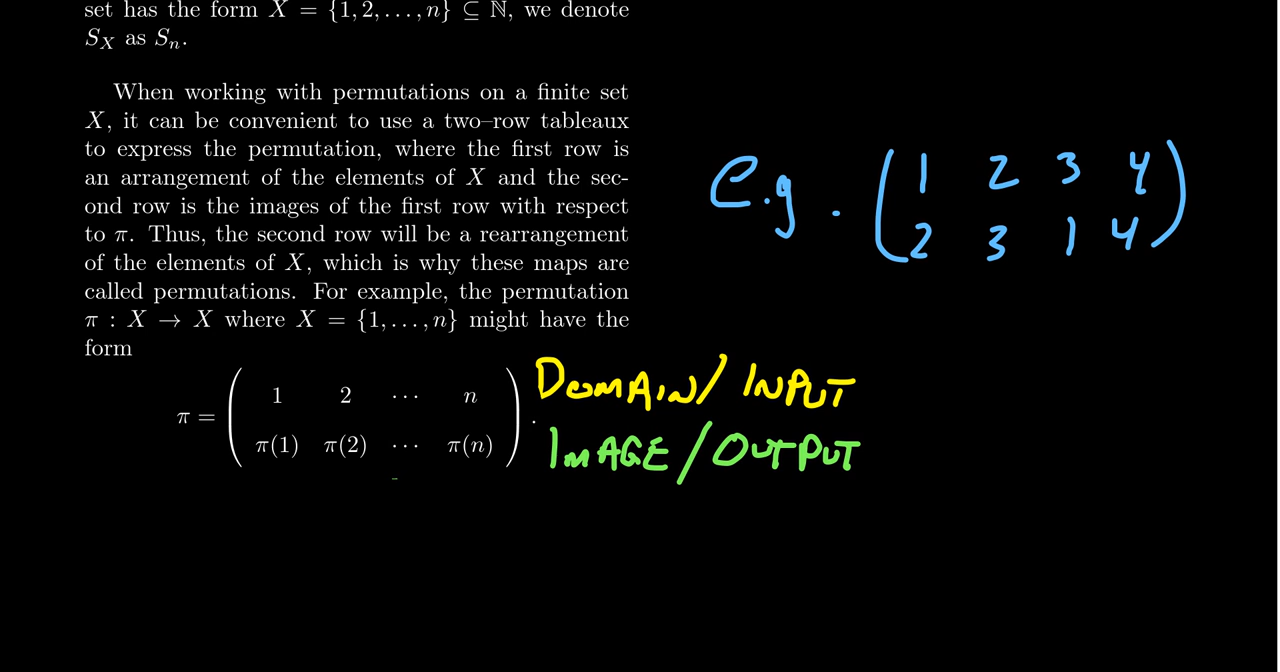 set has the form X = {1, 2, . . . , n} ⊆ ℕ, we denote
S_X as S_n.
When working with permutations on a finite set
X, it can be convenient to use a two–row tableaux
to express the permutation, where the first row is
an arrangement of the elements of X and the sec-
ond row is the images of the first row with respect
to π. Thus, the second row will be a rearrangement
of the elements of X, which is why these maps are
called permutations. For example, the permutation
π : X → X where X = {1, . . . , n} might have the
form
π = ( 1 2 ··· n
π(1) π(2) ··· π(n) ).
DOMAIN/ INPUT
IMAGE/OUTPUT
e.g. ( 1 2 3 4
2 3 1 4 )